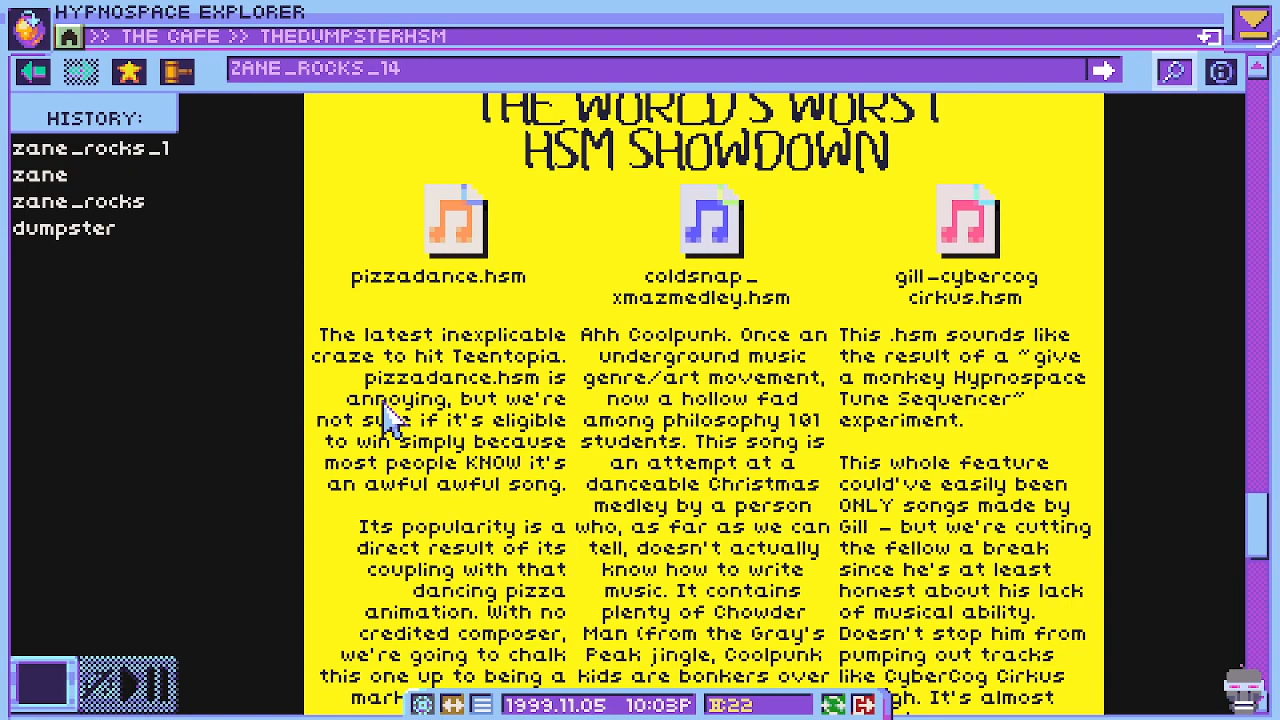 HYPNOSPACE EXPLORER
>> THE CAFE >> THEDUMPSTERHSM
ZANE_ROCKS_14
HISTORY:
zane_rocks_1
zane
zane_rocks
dumpster
THE WORLD'S WORST
HSM SHOWDOWN
pizzadance.hsm
The latest inexplicable
craze to hit Teentopia.
pizzadance.hsm is
annoying, but we're
not sure if it's eligible
to win simply because
most people KNOW it's
an awful awful song.
Its popularity is a
direct result of its
coupling with that
dancing pizza
animation. With no
credited composer,
we're going to chalk
this one up to being a
coldsnap_
xmazmedley.hsm
Ahh Coolpunk. Once an
underground music
genre/art movement,
now a hollow fad
among philosophy 101
students. This song is
an attempt at a
danceable Christmas
medley by a person
who, as far as we can
tell, doesn't actually
know how to write
music. It contains
plenty of Chowder
Man (from the Gray's
Peak jingle, Coolpunk
kids are bonkers over
gill-cybercog
cirkus.hsm
This .hsm sounds like
the result of a "give
a monkey Hypnospace
Tune Sequencer"
experiment.
This whole feature
could've easily been
ONLY songs made by
Gill - but we're cutting
the fellow a break
since he's at least
honest about his lack
of musical ability.
Doesn't stop him from
pumping out tracks
like CyberCog Cirkus
It's almost
1999.11.05 10:03P
:22